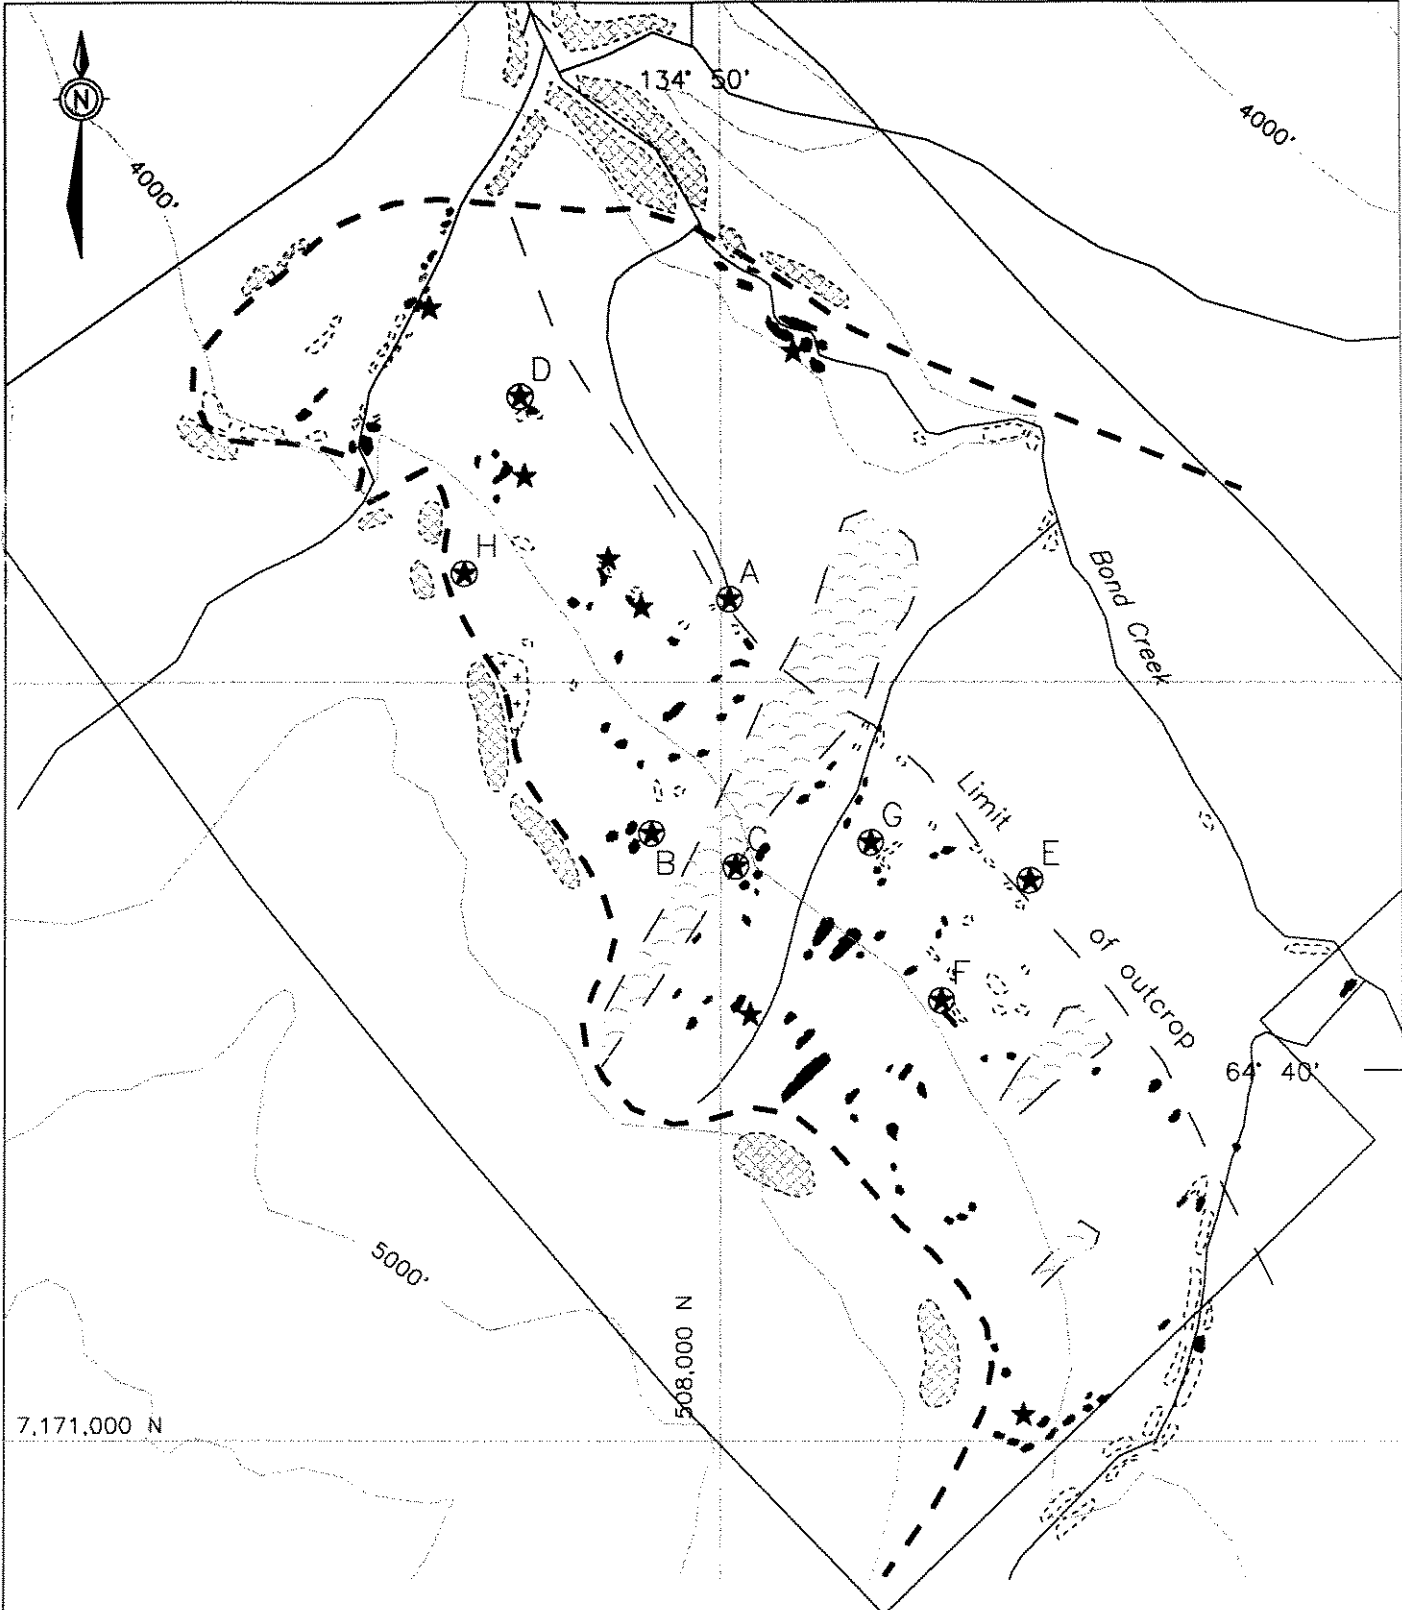 134° 50'
N
4000'
4000'
D
H
A
Bond Creek
Limit
G
E
B
C
of outcrop
F
64° 40'
5000'
508,000 N
7,171,000 N